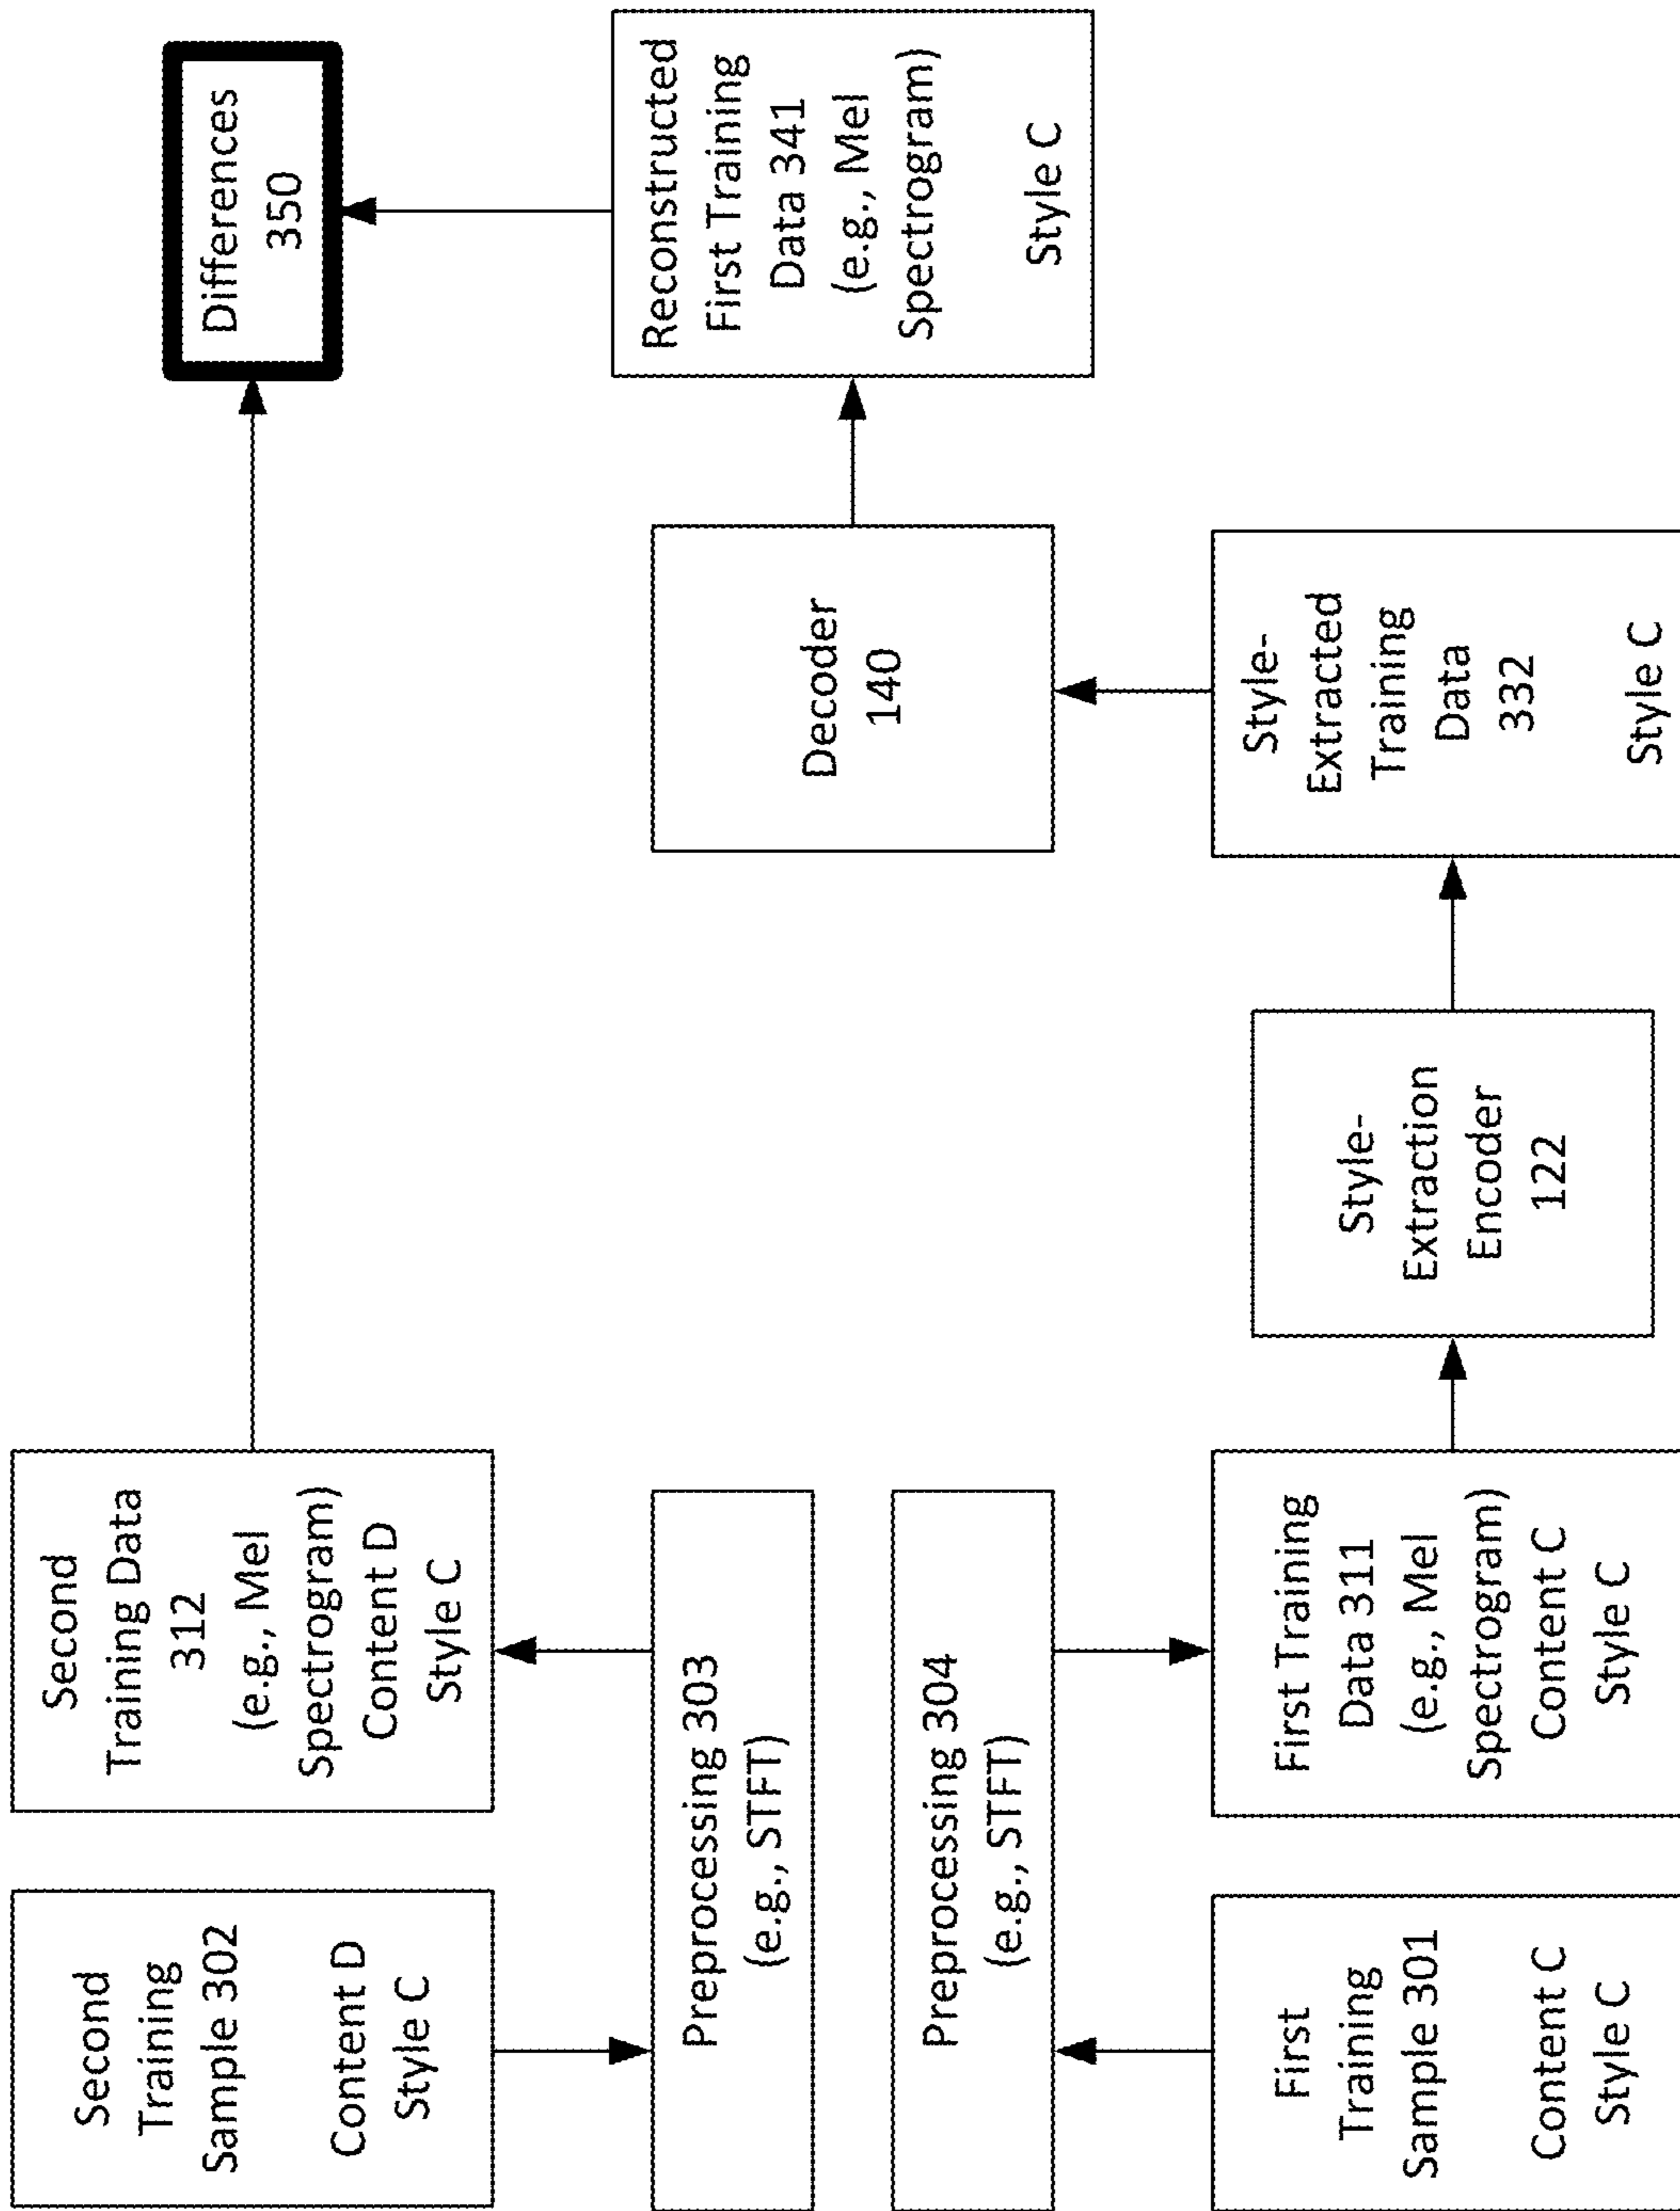 Second
Training
Sample 302
Content D
Style C
Second
Training Data
312
(e.g., Mel
Spectrogram)
Content D
Style C
Differences
350
Preprocessing 303
(e.g., STFT)
Preprocessing 304
(e.g., STFT)
Decoder
140
Reconstructed
First Training
Data 341
(e.g., Mel
Spectrogram)
Style C
First
Training
Sample 301
Content C
Style C
First Training
Data 311
(e.g., Mel
Spectrogram)
Content C
Style C
Style-
Extraction
Encoder
122
Style-
Extracted
Training
Data
332
Style C